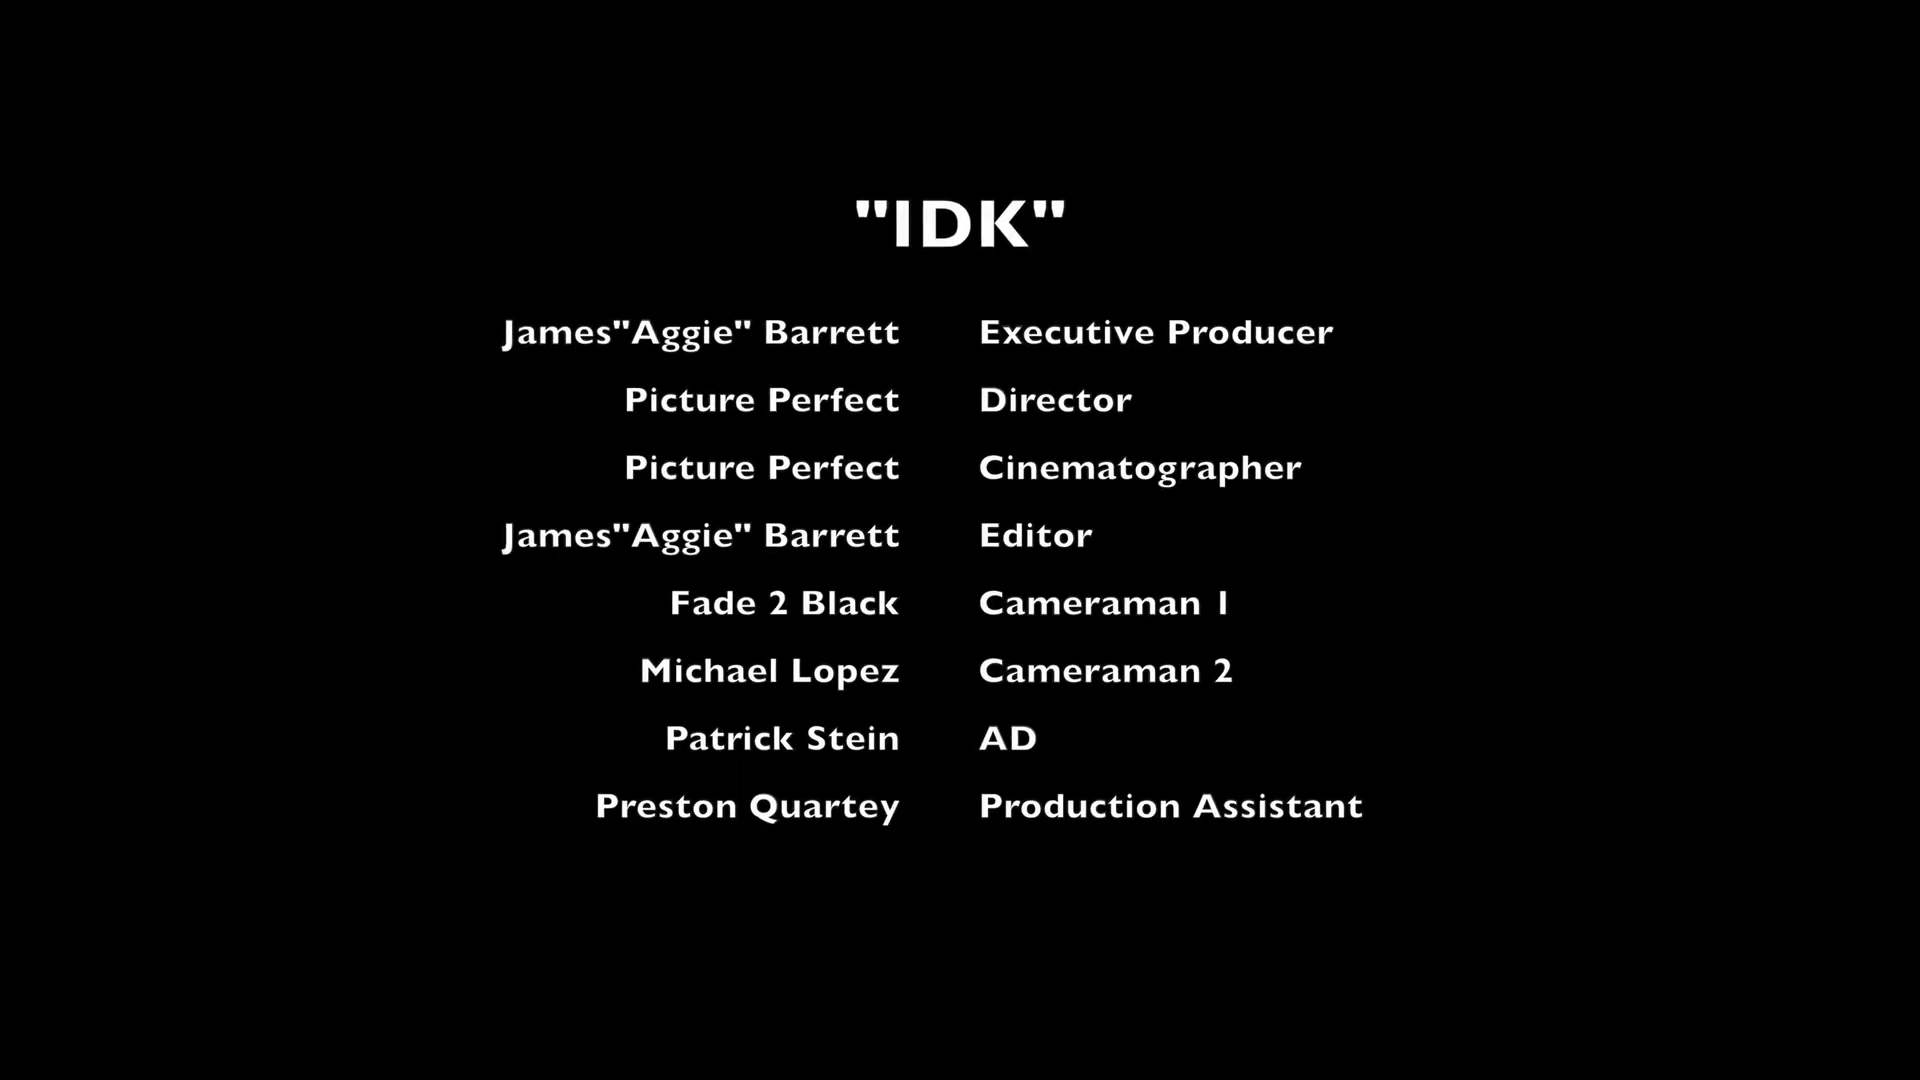 "IDK"
James"Aggie" Barrett Executive Producer
Picture Perfect Director
Picture Perfect Cinematographer
James"Aggie" Barrett Editor
Fade 2 Black Cameraman 1
Michael Lopez Cameraman 2
Patrick Stein AD
Preston Quartey Production Assistant